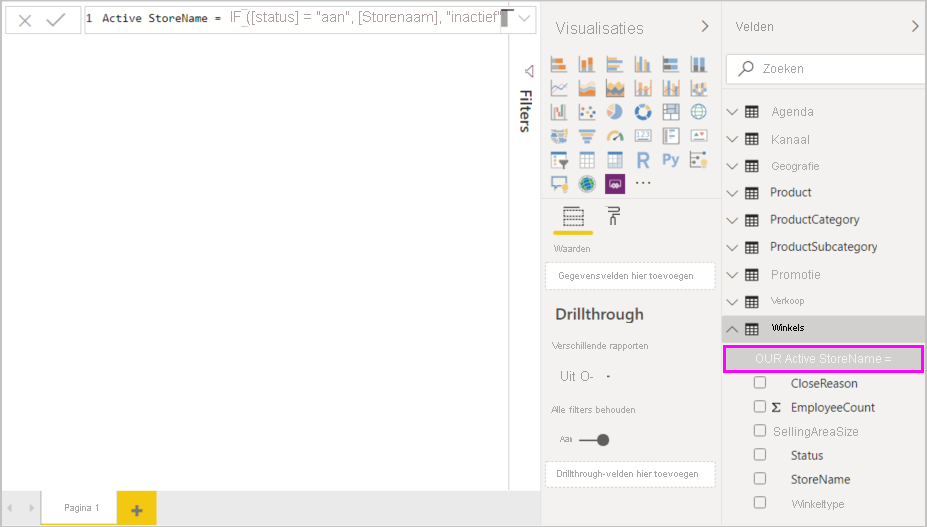 1 Active StoreName = IF ([status] = "aan", [Storenaam], "inactief"
Filters
Pagina 1
Visualisaties
123
R Py
Waarden
Gegevensvelden hier toevoegen
Drillthrough
Verschillende rapporten
Uit O-
Alle filters behouden
Aan
Drillthrough-velden hier toevoegen
Velden
Zoeken
Agenda
Kanaal
Geografie
Product
ProductCategory
ProductSubcategory
Promotie
Verkoop
Winkels
OUR Active StoreName =
CloseReason
Σ EmployeeCount
SellingAreaSize
Status
StoreName
Winkeltype